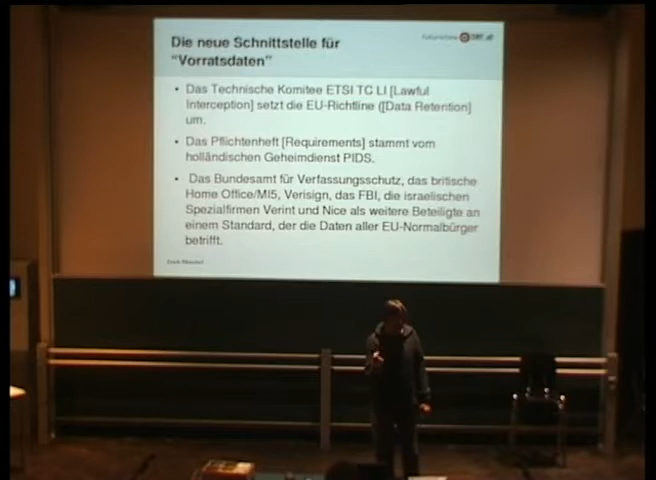 Die neue Schnittstelle für
"Vorratsdaten"
• Das Technische Komitee ETSI TC LI [Lawful
Interception] setzt die EU-Richtline ([Data Retention]
um.
• Das Pflichtenheft [Requirements] stammt vom
holländischen Geheimdienst PIDS.
• Das Bundesamt für Verfassungsschutz, das britische
Home Office/MI5, Verisign, das FBI, die israelischen
Spezialfirmen Verint und Nice als weitere Beteiligte an
einem Standard, der die Daten aller EU-Normalbürger
betrifft.